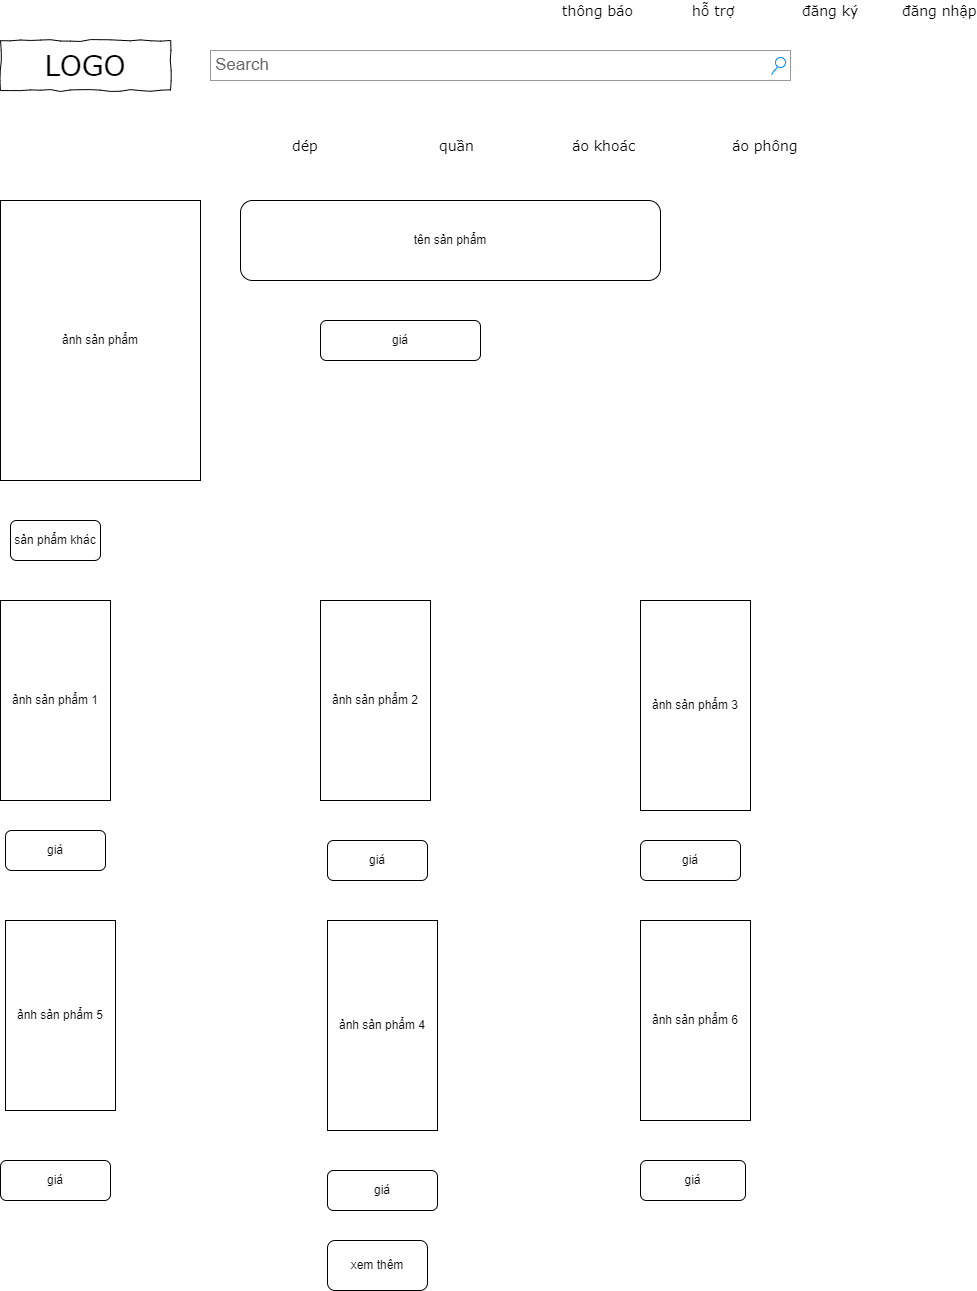 thông báo
hỗ trợ
đăng ký
đăng nhập
LOGO
Search
dép
quần
áo khoác
áo phông
ảnh sản phẩm
tên sản phẩm
giá
sản phẩm khác
ảnh sản phẩm 1
ảnh sản phẩm 2
ảnh sản phẩm 3
giá
giá
giá
ảnh sản phẩm 5
ảnh sản phẩm 4
ảnh sản phẩm 6
giá
giá
giá
xem thêm